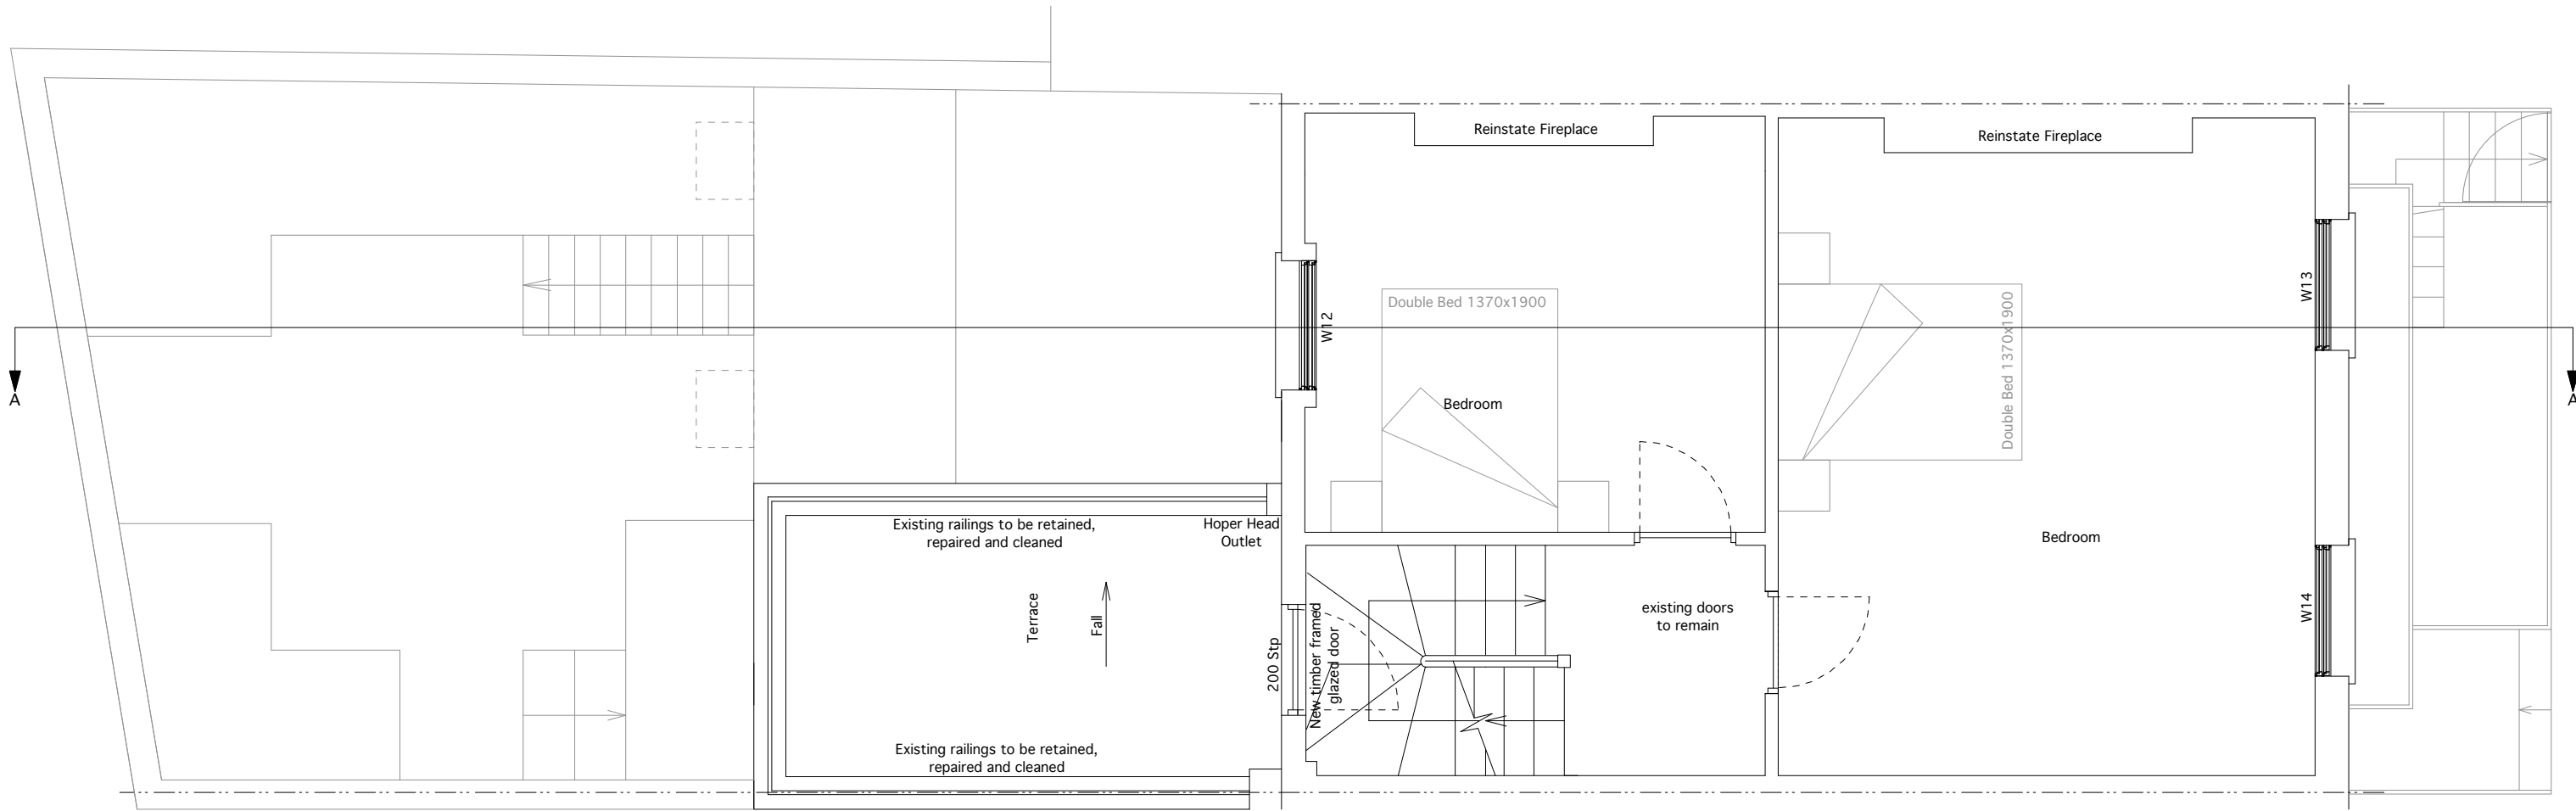 Reinstate Fireplace
Reinstate Fireplace
W13
Double Bed 1370x1900
Double Bed 1370x1900
W12
A
A
Bedroom
Existing railings to be retained,
repaired and cleaned
Hoper Head
Outlet
Bedroom
Terrace
Fall
200 Stp
New timber framed
glazed door
existing doors
to remain
W14
Existing railings to be retained,
repaired and cleaned